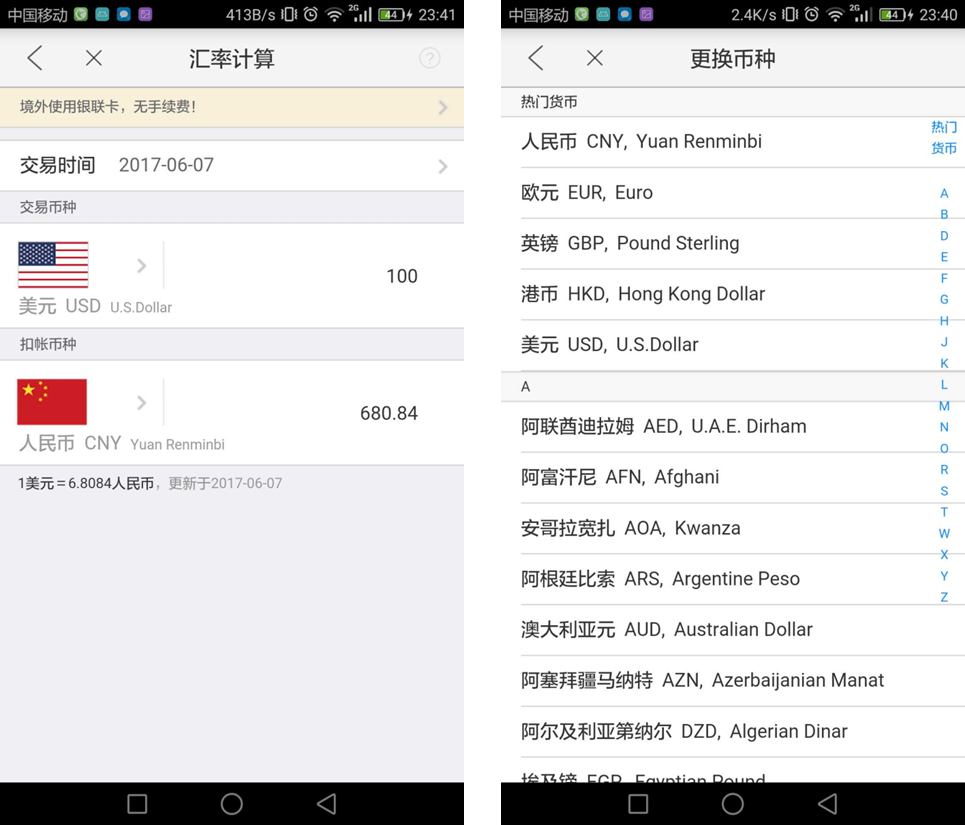 中国移动 413B/s 2G 44 23:41
汇率计算 ?
境外使用银联卡，无手续费！
交易时间 2017-06-07
交易币种
100
美元 USD U.S.Dollar
扣帐币种
680.84
人民币 CNY Yuan Renminbi
1美元＝6.8084人民币，更新于2017-06-07
中国移动 2.4K/s 2G 44 23:40
更换币种
热门货币
人民币 CNY, Yuan Renminbi
欧元 EUR, Euro
英镑 GBP, Pound Sterling
港币 HKD, Hong Kong Dollar
美元 USD, U.S.Dollar
A
阿联酋迪拉姆 AED, U.A.E. Dirham
阿富汗尼 AFN, Afghani
安哥拉宽扎 AOA, Kwanza
阿根廷比索 ARS, Argentine Peso
澳大利亚元 AUD, Australian Dollar
阿塞拜疆马纳特 AZN, Azerbaijanian Manat
阿尔及利亚第纳尔 DZD, Algerian Dinar
埃及镑 EGP, Egyptian Pound
热门
货币
A
B
D
E
F
G
H
J
K
L
M
N
O
R
S
T
W
X
Y
Z